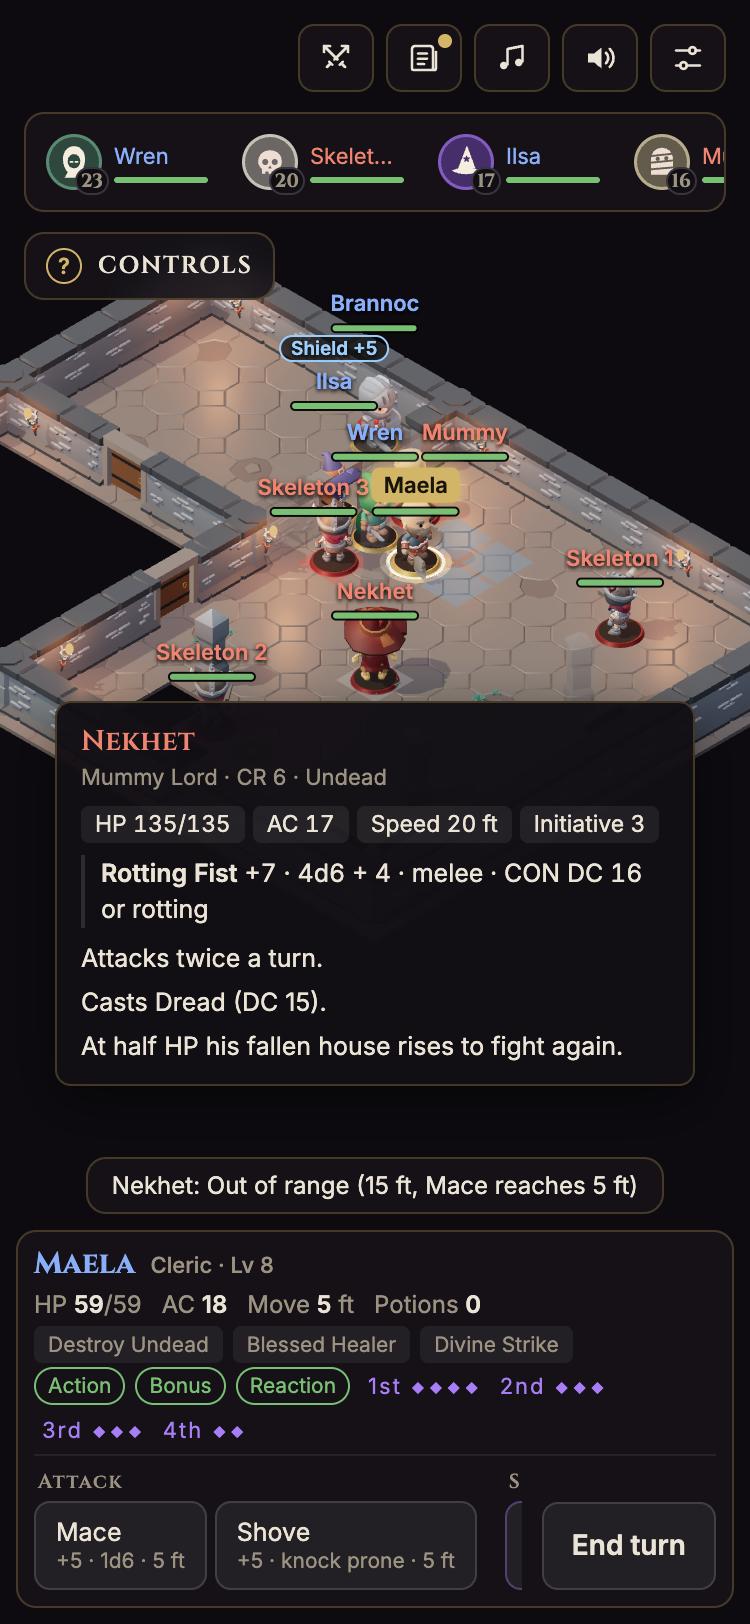 Wren
23
Skelet...
20
Ilsa
17
16
? CONTROLS
Brannoc
Shield +5
Ilsa
Wren
Mummy
Skeleton 3
Maela
Skeleton 1
Nekhet
Skeleton 2
Nekhet
Mummy Lord · CR 6 · Undead
HP 135/135 AC 17 Speed 20 ft Initiative 3
Rotting Fist +7 · 4d6 + 4 · melee · CON DC 16
or rotting
Attacks twice a turn.
Casts Dread (DC 15).
At half HP his fallen house rises to fight again.
Nekhet: Out of range (15 ft, Mace reaches 5 ft)
Maela Cleric · Lv 8
HP 59/59 AC 18 Move 5 ft Potions 0
Destroy Undead Blessed Healer Divine Strike
Action Bonus Reaction 1st ◆◆◆◆ 2nd ◆◆◆
3rd ◆◆◆ 4th ◆◆
Attack
S
Mace
+5 · 1d6 · 5 ft
Shove
+5 · knock prone · 5 ft
End turn